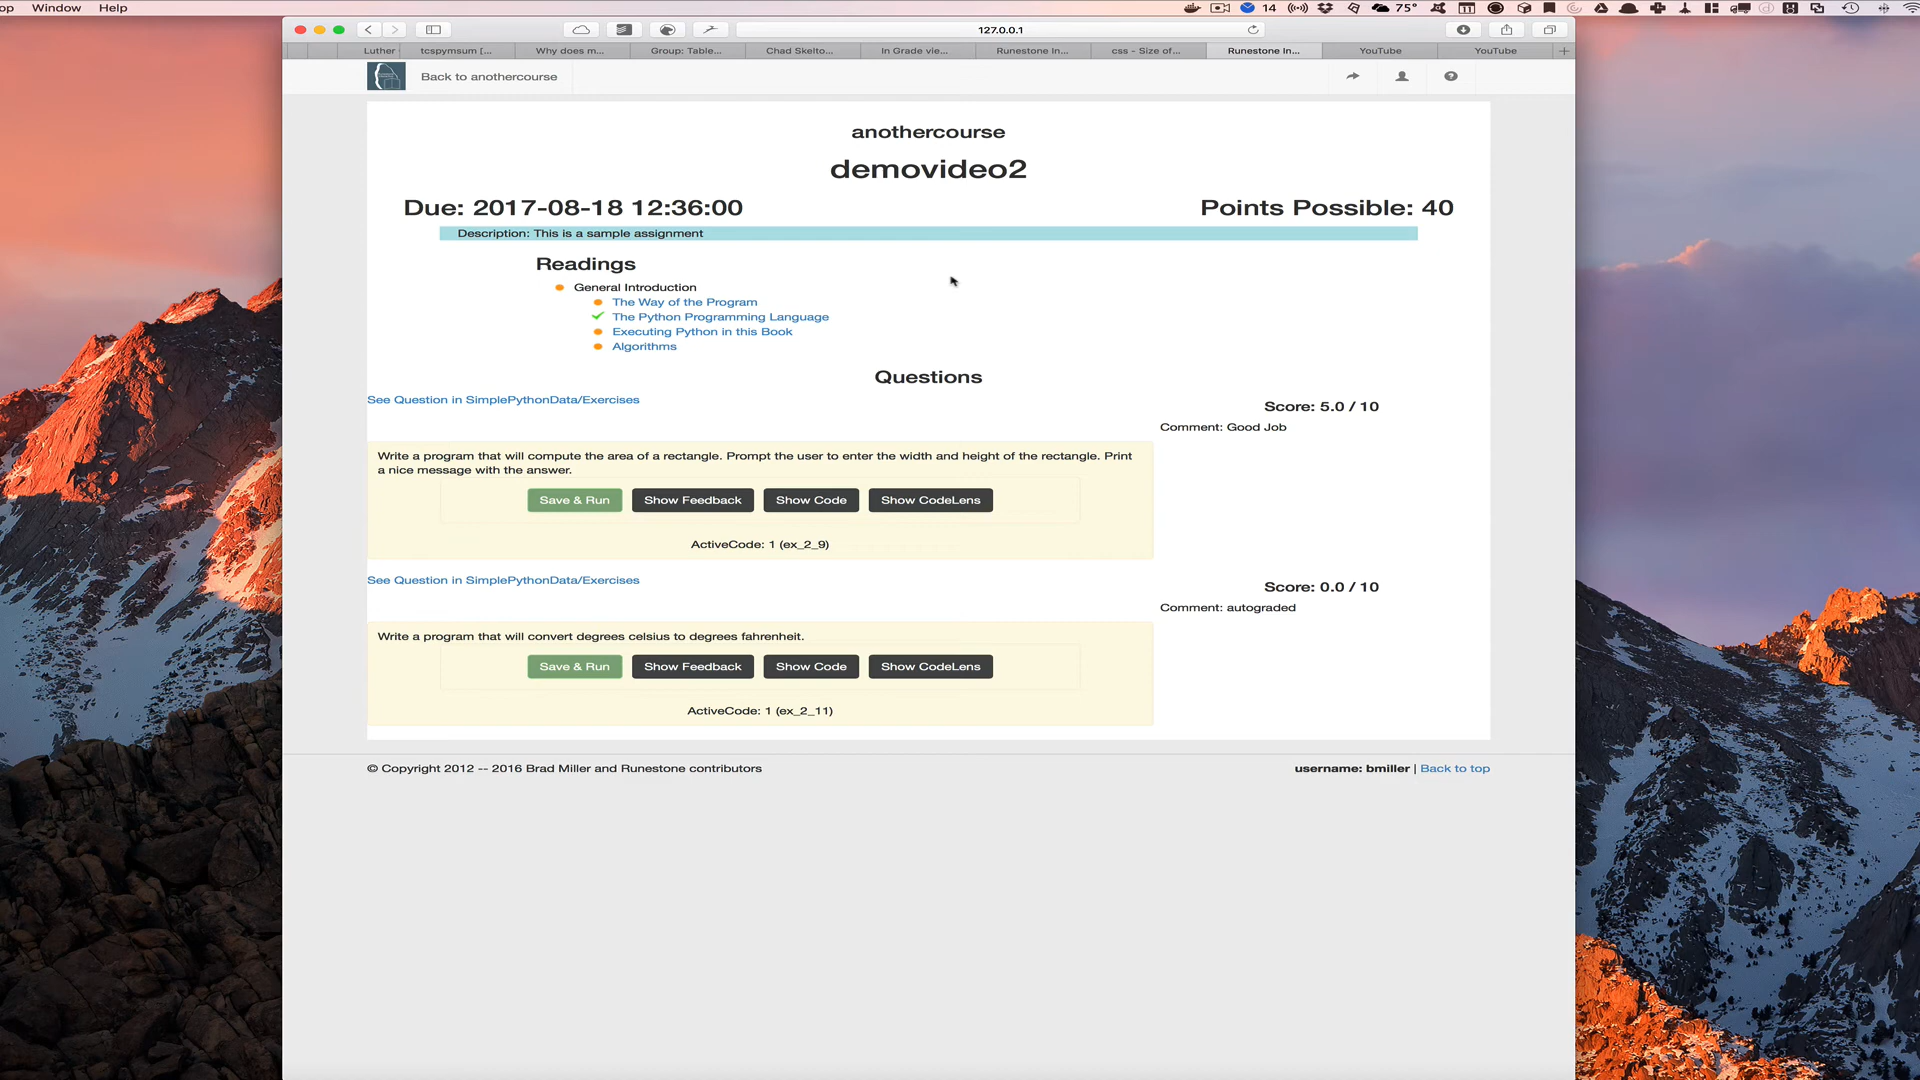 op Window Help 14 75° 11
127.0.0.1
Luther tcspymsum [... Why does m... Group: Table... Chad Skelto... In Grade vie... Runestone In... css - Size of... Runestone In... YouTube YouTube
Back to anothercourse
anothercourse
demovideo2
Due: 2017-08-18 12:36:00 Points Possible: 40
Description: This is a sample assignment
Readings
General Introduction
The Way of the Program
The Python Programming Language
Executing Python in this Book
Algorithms
Questions
See Question in SimplePythonData/Exercises
Score: 5.0 / 10
Comment: Good Job
Write a program that will compute the area of a rectangle. Prompt the user to enter the width and height of the rectangle. Print
a nice message with the answer.
Save & Run Show Feedback Show Code Show CodeLens
ActiveCode: 1 (ex_2_9)
See Question in SimplePythonData/Exercises
Score: 0.0 / 10
Comment: autograded
Write a program that will convert degrees celsius to degrees fahrenheit.
Save & Run Show Feedback Show Code Show CodeLens
ActiveCode: 1 (ex_2_11)
© Copyright 2012 -- 2016 Brad Miller and Runestone contributors
username: bmiller | Back to top